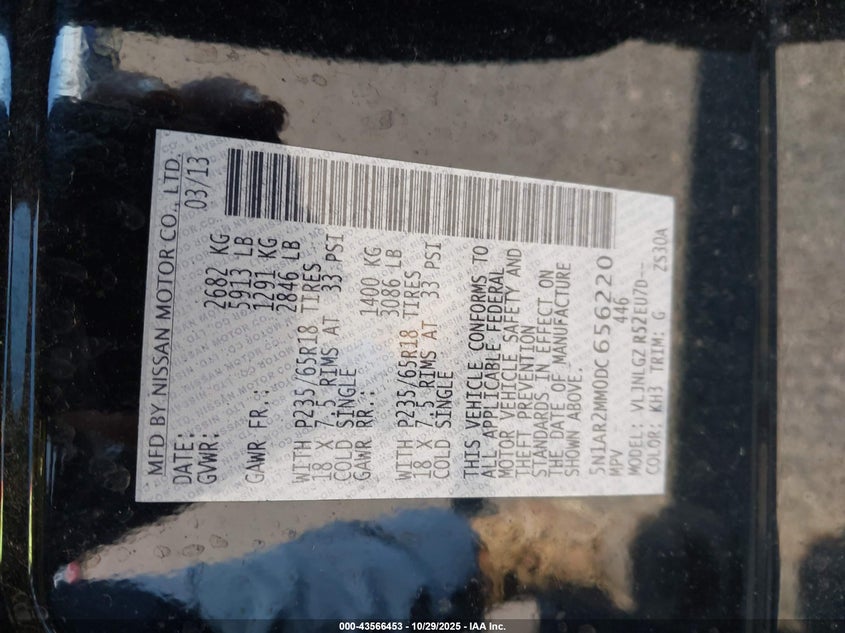 MFD BY NISSAN MOTOR CO., LTD.
DATE: 03/13
GVWR: 2682 KG
5913 LB
GAWR FR.: 1291 KG
2846 LB
WITH P235/65R18 TIRES
18 X 7.5 RIMS AT 33 PSI
COLD SINGLE
GAWR RR.: 1400 KG
3086 LB
WITH P235/65R18 TIRES
18 X 7.5 RIMS AT 33 PSI
COLD SINGLE
THIS VEHICLE CONFORMS TO
ALL APPLICABLE FEDERAL
MOTOR VEHICLE SAFETY AND
THEFT PREVENTION
STANDARDS IN EFFECT ON
THE DATE OF MANUFACTURE
SHOWN ABOVE.
5N1AR2MM0DC656220
MPV 446
MODEL: VLJNLGZ R52EU7D--
COLOR: KH3 TRIM: G ZS30A
000-43566453 - 10/29/2025 - IAA Inc.